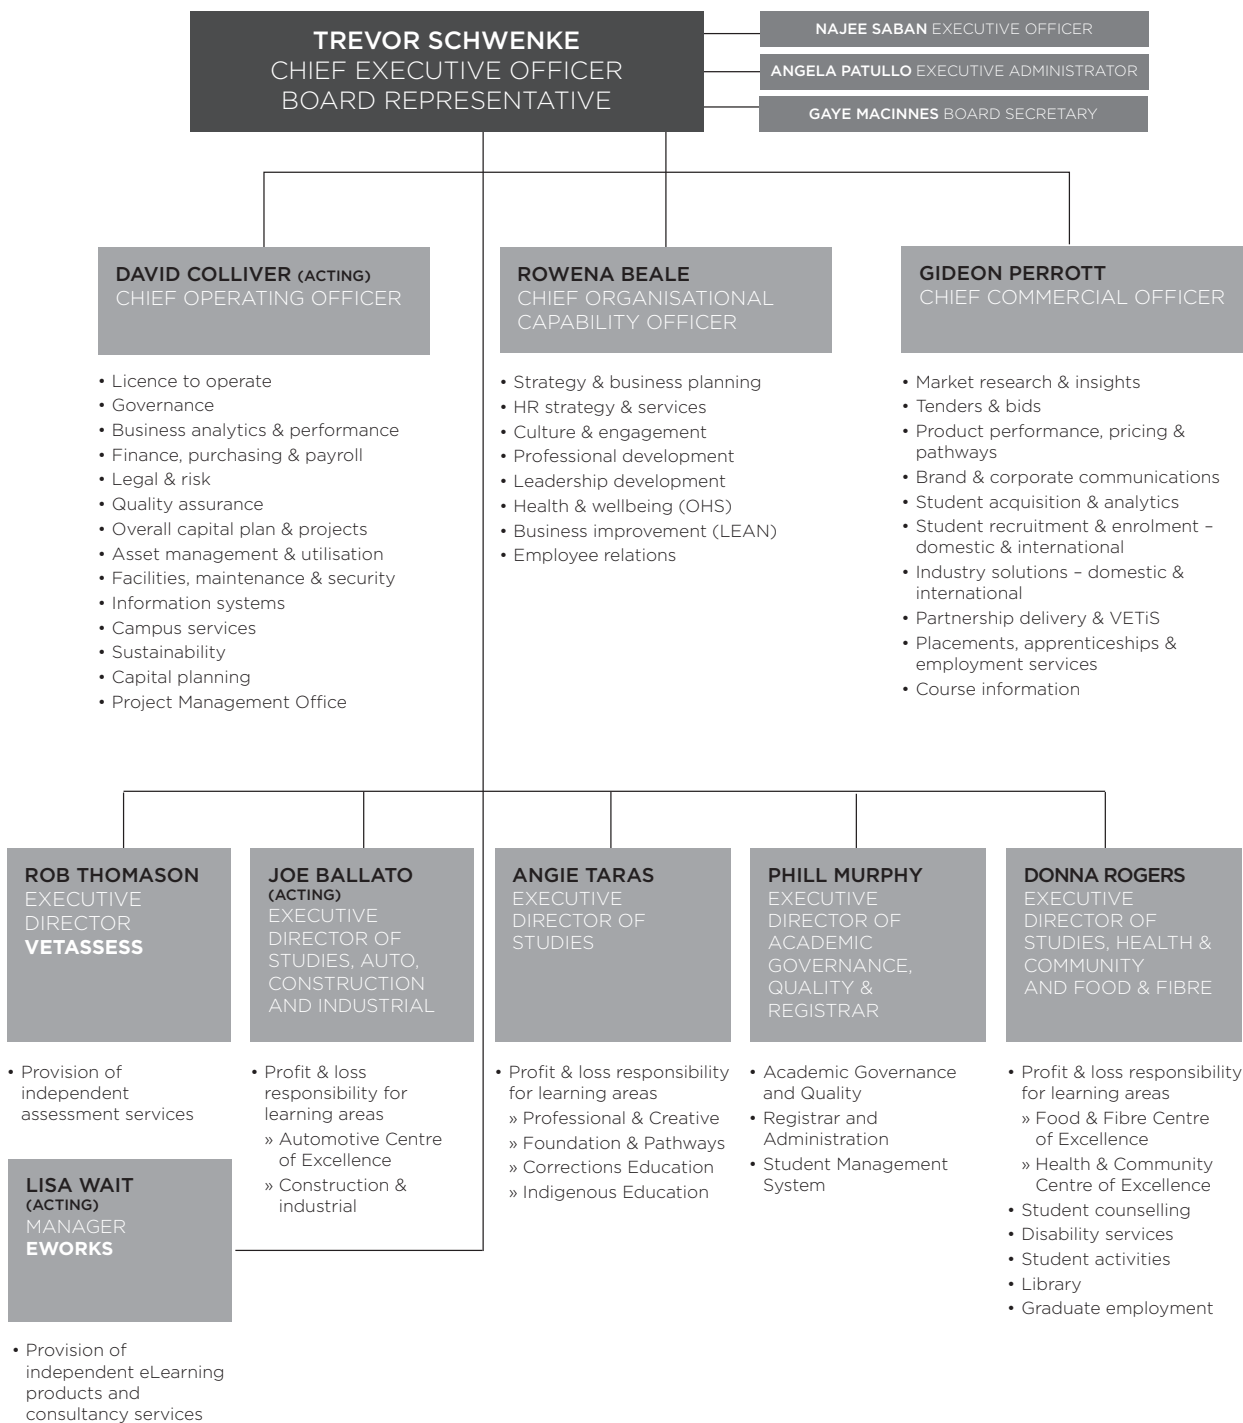 TREVOR SCHWENKE
CHIEF EXECUTIVE OFFICER
BOARD REPRESENTATIVE
NAJEE SABAN EXECUTIVE OFFICER
ANGELA PATULLO EXECUTIVE ADMINISTRATOR
GAYE MACINNES BOARD SECRETARY
DAVID COLLIVER (ACTING)
CHIEF OPERATING OFFICER
• Licence to operate
• Governance
• Business analytics & performance
• Finance, purchasing & payroll
• Legal & risk
• Quality assurance
• Overall capital plan & projects
• Asset management & utilisation
• Facilities, maintenance & security
• Information systems
• Campus services
• Sustainability
• Capital planning
• Project Management Office
ROWENA BEALE
CHIEF ORGANISATIONAL
CAPABILITY OFFICER
• Strategy & business planning
• HR strategy & services
• Culture & engagement
• Professional development
• Leadership development
• Health & wellbeing (OHS)
• Business improvement (LEAN)
• Employee relations
GIDEON PERROTT
CHIEF COMMERCIAL OFFICER
• Market research & insights
• Tenders & bids
• Product performance, pricing &
pathways
• Brand & corporate communications
• Student acquisition & analytics
• Student recruitment & enrolment –
domestic & international
• Industry solutions – domestic &
international
• Partnership delivery & VETiS
• Placements, apprenticeships &
employment services
• Course information
ROB THOMASON
EXECUTIVE
DIRECTOR
VETASSESS
• Provision of
independent
assessment services
LISA WAIT
(ACTING)
MANAGER
EWORKS
• Provision of
independent eLearning
products and
consultancy services
JOE BALLATO
(ACTING)
EXECUTIVE
DIRECTOR OF
STUDIES, AUTO,
CONSTRUCTION
AND INDUSTRIAL
• Profit & loss
responsibility for
learning areas
» Automotive Centre
of Excellence
» Construction &
industrial
ANGIE TARAS
EXECUTIVE
DIRECTOR OF
STUDIES
• Profit & loss responsibility
for learning areas
» Professional & Creative
» Foundation & Pathways
» Corrections Education
» Indigenous Education
PHILL MURPHY
EXECUTIVE
DIRECTOR OF
ACADEMIC
GOVERNANCE,
QUALITY &
REGISTRAR
• Academic Governance
and Quality
• Registrar and
Administration
• Student Management
System
DONNA ROGERS
EXECUTIVE
DIRECTOR OF
STUDIES, HEALTH &
COMMUNITY
AND FOOD & FIBRE
• Profit & loss responsibility
for learning areas
» Food & Fibre Centre
of Excellence
» Health & Community
Centre of Excellence
• Student counselling
• Disability services
• Student activities
• Library
• Graduate employment